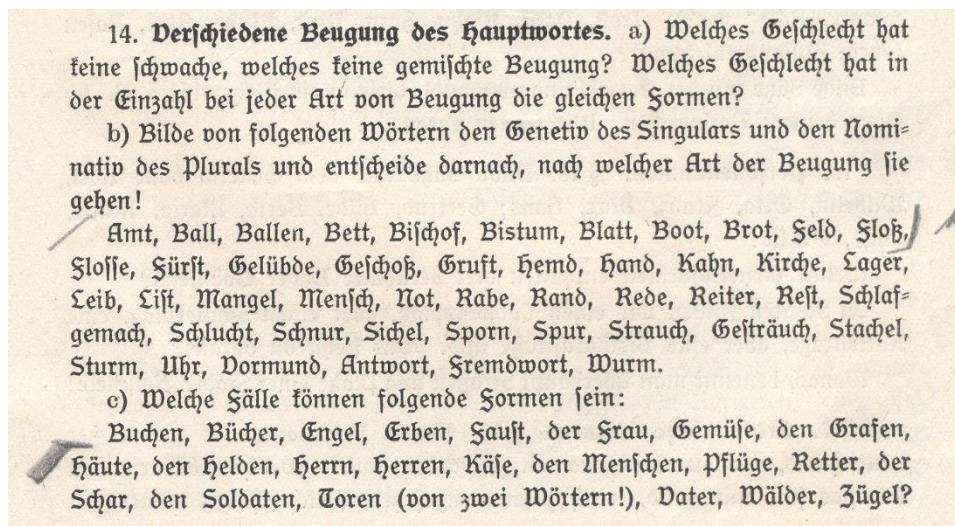 14. Verschiedene Beugung des Hauptwortes. a) Welches Geschlecht hat
keine schwache, welches keine gemischte Beugung? Welches Geschlecht hat in
der Einzahl bei jeder Art von Beugung die gleichen Formen?
b) Bilde von folgenden Wörtern den Genetiv des Singulars und den Nomi-
nativ des Plurals und entscheide darnach, nach welcher Art der Beugung sie
gehen!
Amt, Ball, Ballen, Bett, Bischof, Bistum, Blatt, Boot, Brot, Feld, Floß,
Flosse, Fürst, Gelübde, Geschoß, Gruft, Hemd, Hand, Kahn, Kirche, Lager,
Leib, List, Mangel, Mensch, Not, Rabe, Rand, Rede, Reiter, Rest, Schlaf-
gemach, Schlucht, Schnur, Sichel, Sporn, Spur, Strauch, Gesträuch, Stachel,
Sturm, Uhr, Vormund, Antwort, Fremdwort, Wurm.
c) Welche Fälle können folgende Formen sein:
Buchen, Bücher, Engel, Erben, Faust, der Frau, Gemüse, den Grafen,
Häute, den Helden, Herrn, Herren, Käse, den Menschen, Pflüge, Retter, der
Schar, den Soldaten, Toren (von zwei Wörtern!), Vater, Wälder, Zügel?